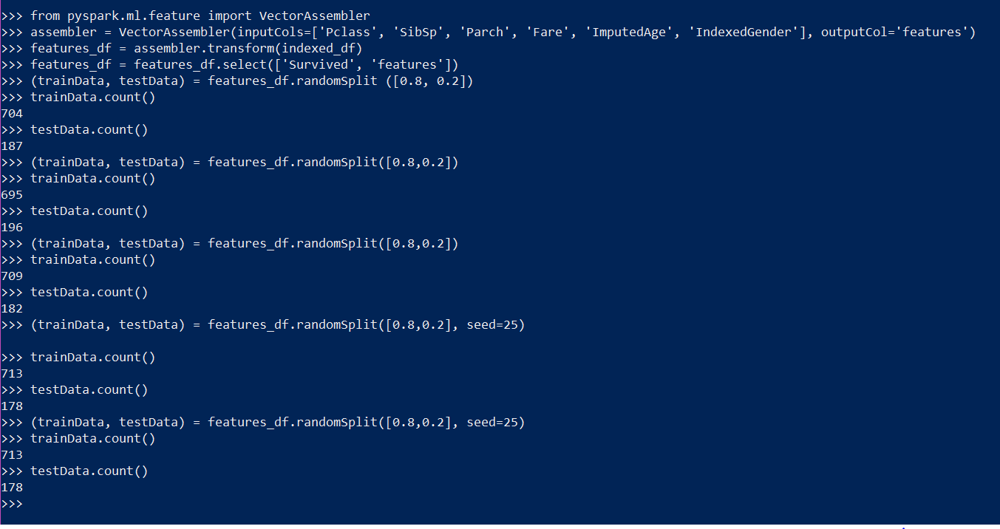 >>> from pyspark.ml.feature import VectorAssembler
>>> assembler = VectorAssembler(inputCols=['Pclass', 'SibSp', 'Parch', 'Fare', 'ImputedAge', 'IndexedGender'], outputCol='features')
>>> features_df = assembler.transform(indexed_df)
>>> features_df = features_df.select(['Survived', 'features'])
>>> (trainData, testData) = features_df.randomSplit ([0.8, 0.2])
>>> trainData.count()
704
>>> testData.count()
187
>>> (trainData, testData) = features_df.randomSplit([0.8,0.2])
>>> trainData.count()
695
>>> testData.count()
196
>>> (trainData, testData) = features_df.randomSplit([0.8,0.2])
>>> trainData.count()
709
>>> testData.count()
182
>>> (trainData, testData) = features_df.randomSplit([0.8,0.2], seed=25)
>>> trainData.count()
713
>>> testData.count()
178
>>> (trainData, testData) = features_df.randomSplit([0.8,0.2], seed=25)
>>> trainData.count()
713
>>> testData.count()
178
>>>